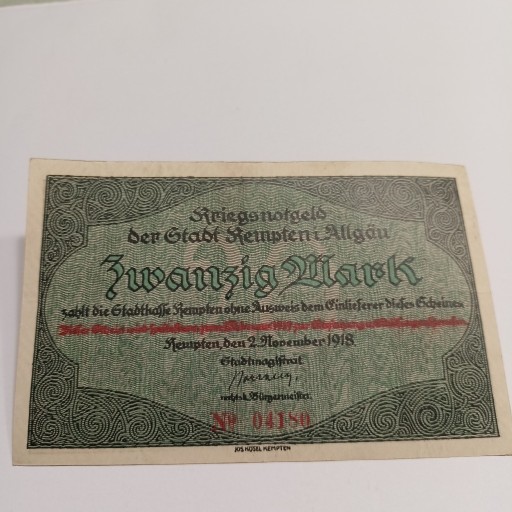 Kriegsnotgeld
der Stadt Kempten i. Allgäu
Zwanzig Mark
zahlt die Stadtkasse Kempten ohne Ausweis dem Einlieferer dieses Scheines
Kempten, den 2. November 1918.
Stadtmagistrat
rechtsk. Bürgermeister.
No 04180
JOS. KÖSEL KEMPTEN